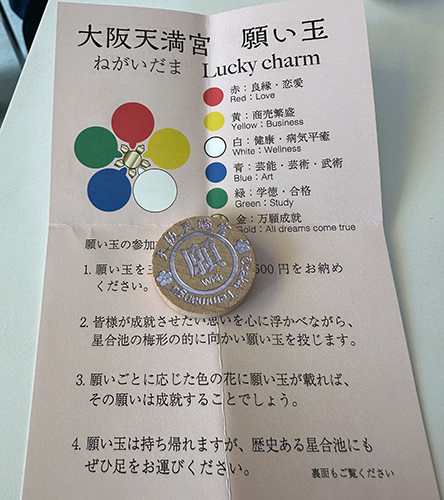 大阪天満宮 願い玉
ねがいだま Lucky charm
赤：良縁・恋愛
Red：Love
黄：商売繁盛
Yellow：Business
白：健康・病気平癒
White：Wellness
青：芸能・芸術・武術
Blue：Art
緑：学徳・合格
Green：Study
金：万願成就
Gold：All dreams come true
願い玉の参加
1. 願い玉を 500円をお納め
ください。
大阪天満宮
願
Wish
Osaka Tenmangu
2. 皆様が成就させたい思いを心に浮かべながら、
星合池の梅形の的に向かい願い玉を投じます。
3. 願いごとに応じた色の花に願い玉が載れば、
その願いは成就することでしょう。
4. 願い玉は持ち帰れますが、歴史ある星合池にも
ぜひ足をお運びください。
裏面もご覧ください